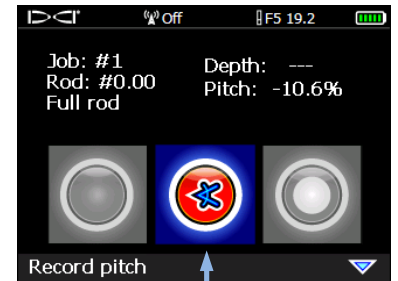 DCI
Off
F5 19.2
Job: #1
Rod: #0.00
Full rod
Depth: ---
Pitch: -10.6%
Record pitch